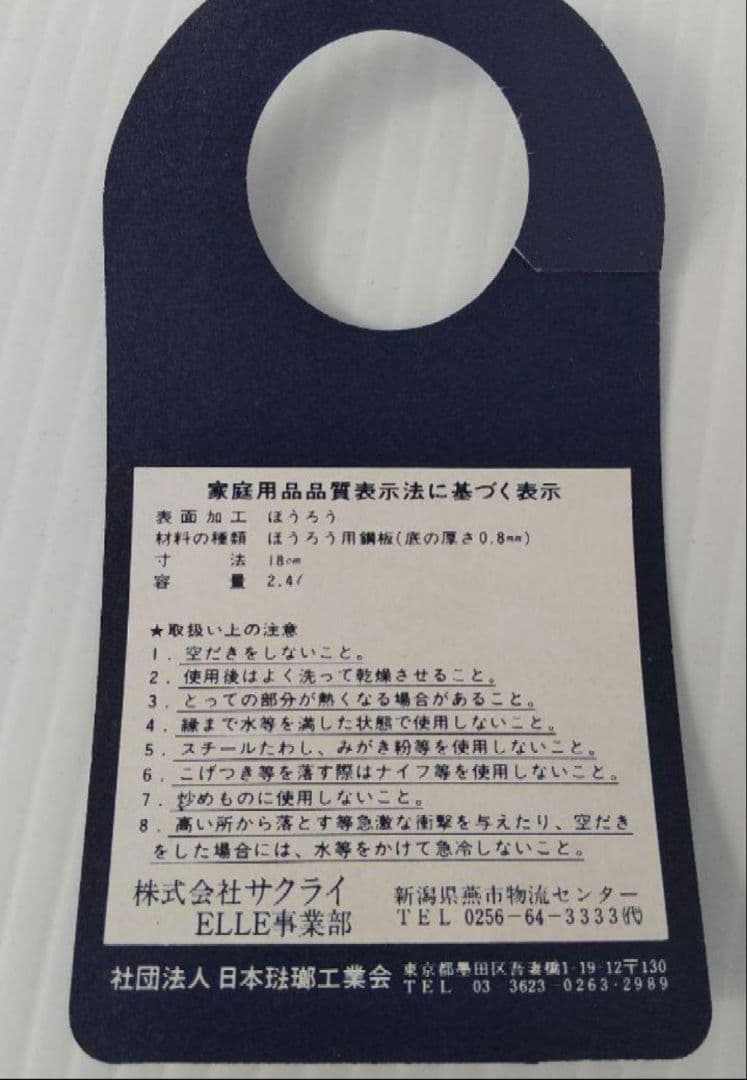 家庭用品品質表示法に基づく表示
表面加工 ほうろう
材料の種類 ほうろう用鋼板(底の厚さ0.8mm)
寸法 18cm
容量 2.4ℓ
★取扱い上の注意
1. 空だきをしないこと。
2. 使用後はよく洗って乾燥させること。
3. とっての部分が熱くなる場合があること。
4. 縁まで水等を満した状態で使用しないこと。
5. スチールたわし、みがき粉等を使用しないこと。
6. こげつき等を落す際はナイフ等を使用しないこと。
7. 炒めものに使用しないこと。
8. 高い所から落とす等急激な衝撃を与えたり、空だき
をした場合には、水等をかけて急冷しないこと。
株式会社サクライ
ELLE事業部
新潟県燕市物流センター
TEL 0256-64-3333㈹
社団法人 日本琺瑯工業会
東京都墨田区吾妻橋1-19-12〒130
TEL 03-3623-0263・2989